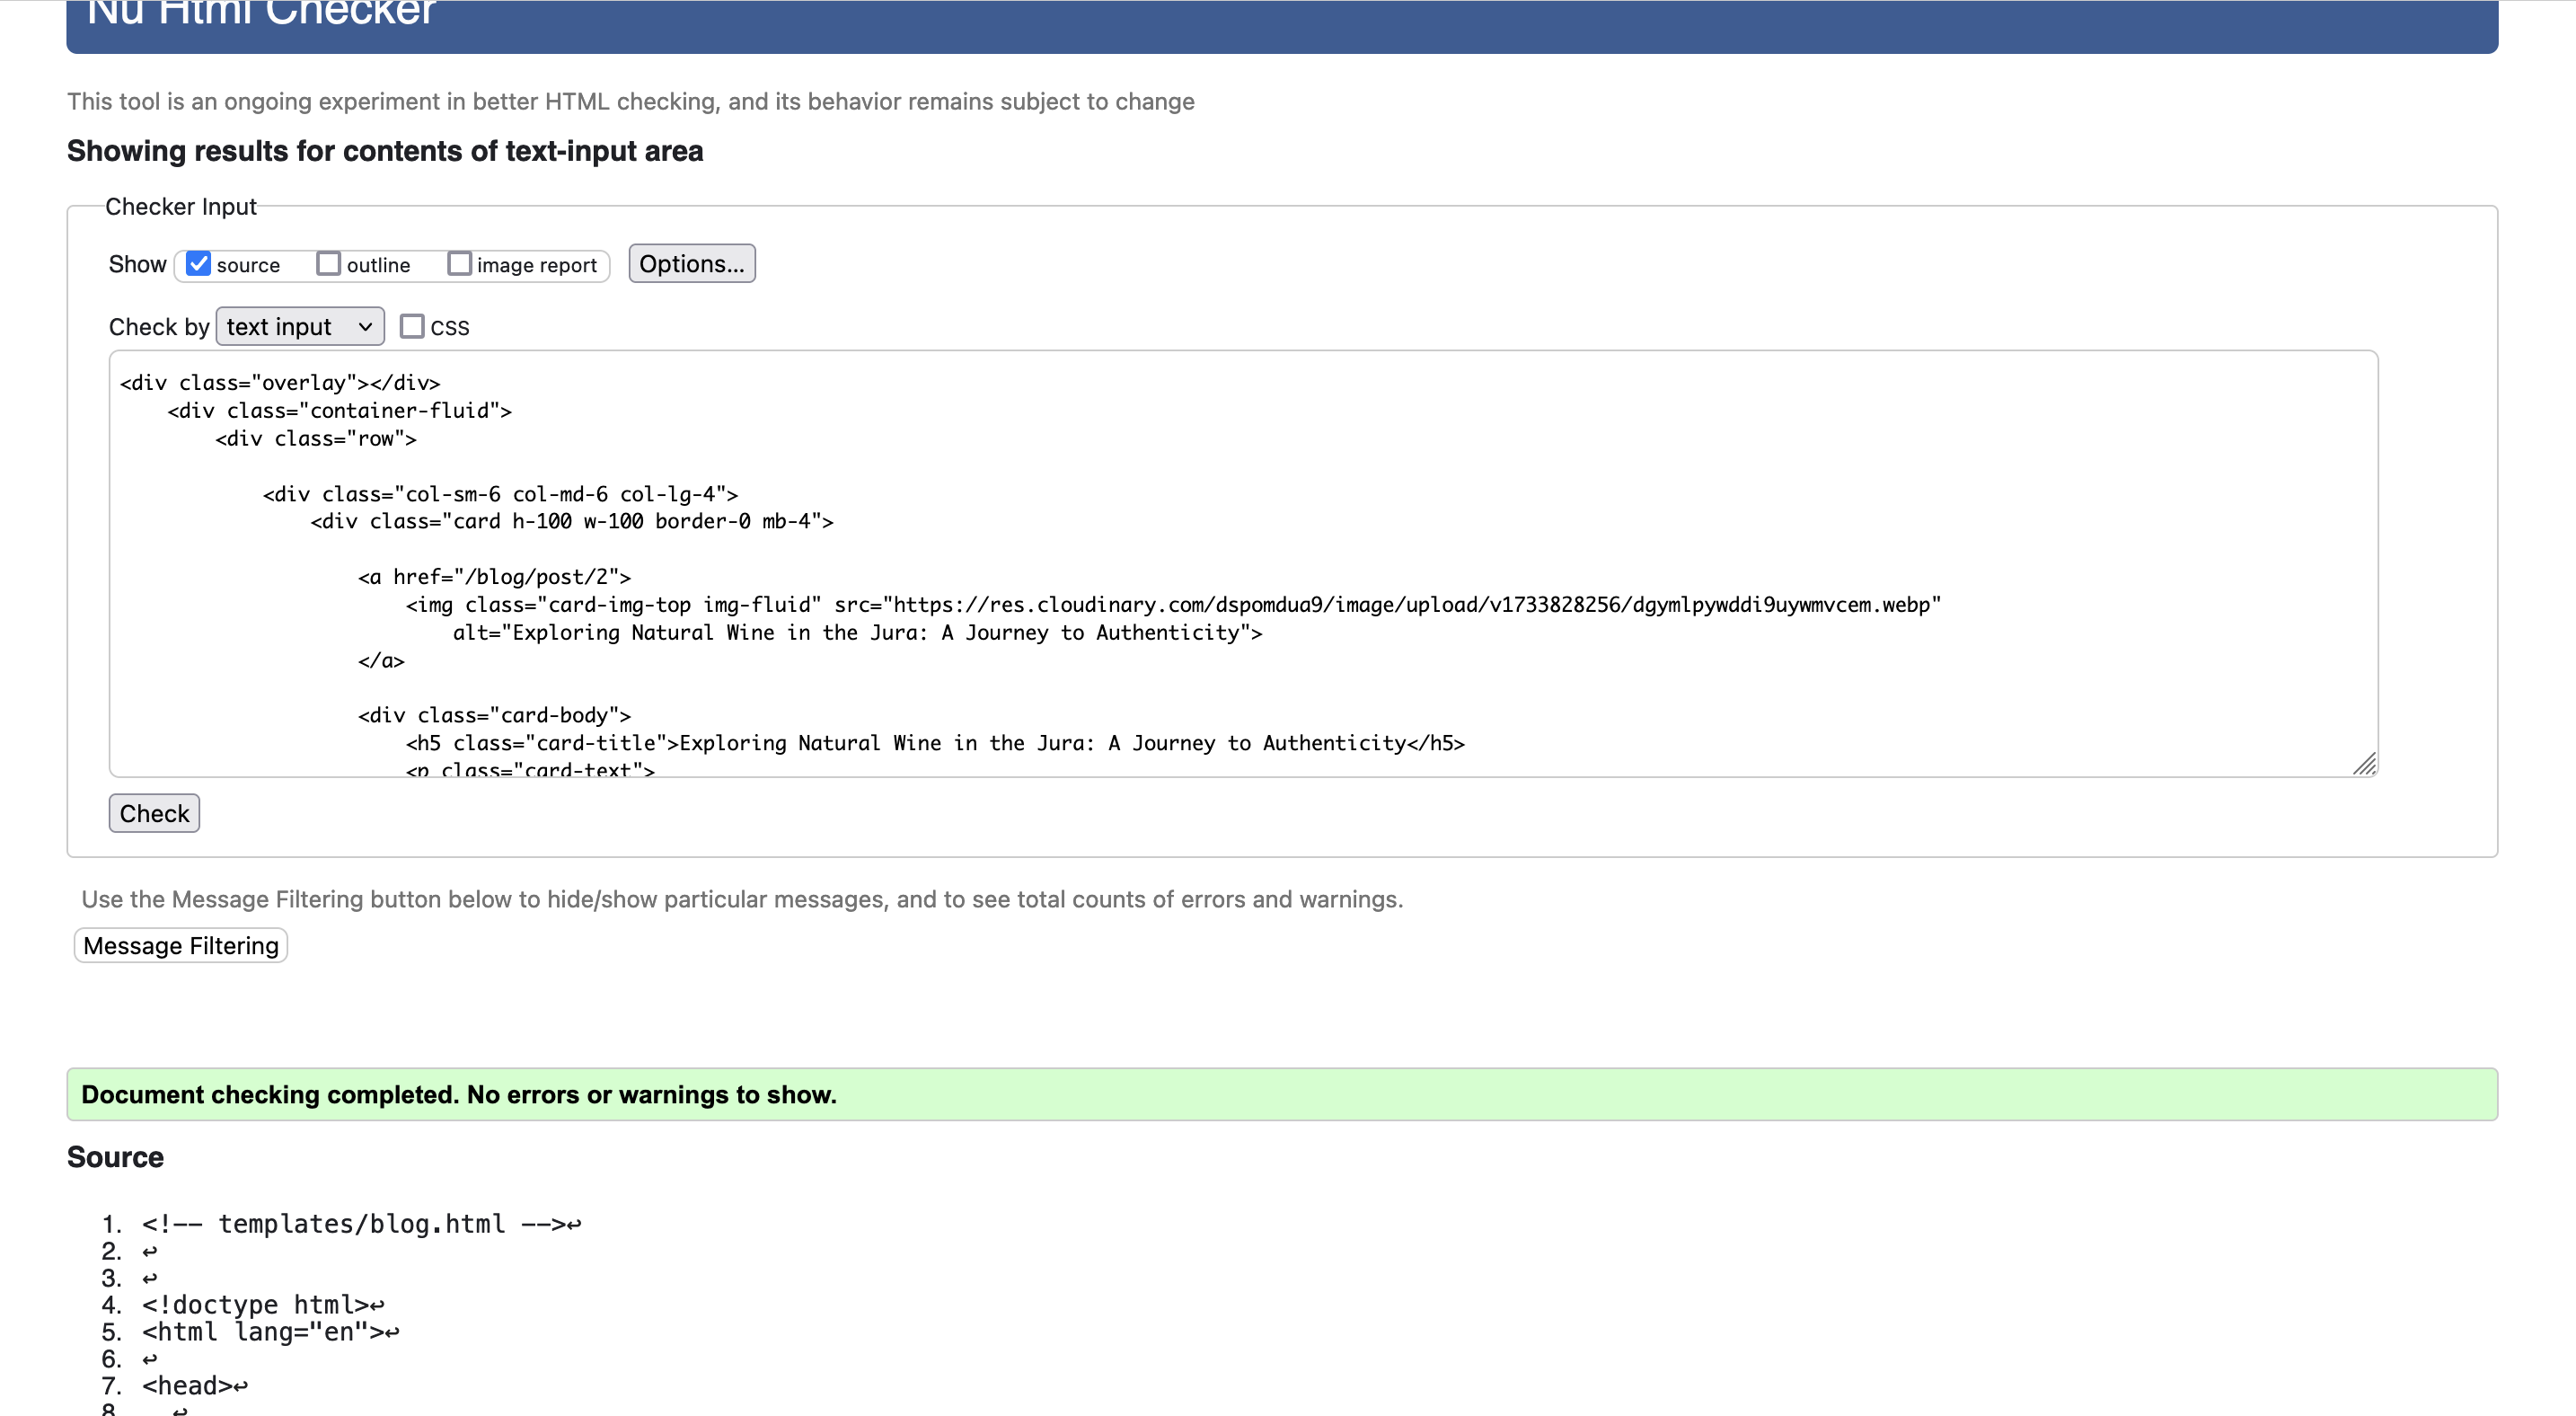 Nu Html Checker
This tool is an ongoing experiment in better HTML checking, and its behavior remains subject to change
Showing results for contents of text-input area
Checker Input
Show source outline image report Options...
Check by text input CSS
<div class="overlay"></div>
<div class="container-fluid">
<div class="row">
<div class="col-sm-6 col-md-6 col-lg-4">
<div class="card h-100 w-100 border-0 mb-4">
<a href="/blog/post/2">
<img class="card-img-top img-fluid" src="https://res.cloudinary.com/dspomdua9/image/upload/v1733828256/dgymlpywddi9uywmvcem.webp"
alt="Exploring Natural Wine in the Jura: A Journey to Authenticity">
</a>
<div class="card-body">
<h5 class="card-title">Exploring Natural Wine in the Jura: A Journey to Authenticity</h5>
<p class="card-text">
Check
Use the Message Filtering button below to hide/show particular messages, and to see total counts of errors and warnings.
Message Filtering
Document checking completed. No errors or warnings to show.
Source
1. <!-- templates/blog.html -->↩
2. ↩
3. ↩
4. <!doctype html>↩
5. <html lang="en">↩
6. ↩
7. <head>↩
8. ↩